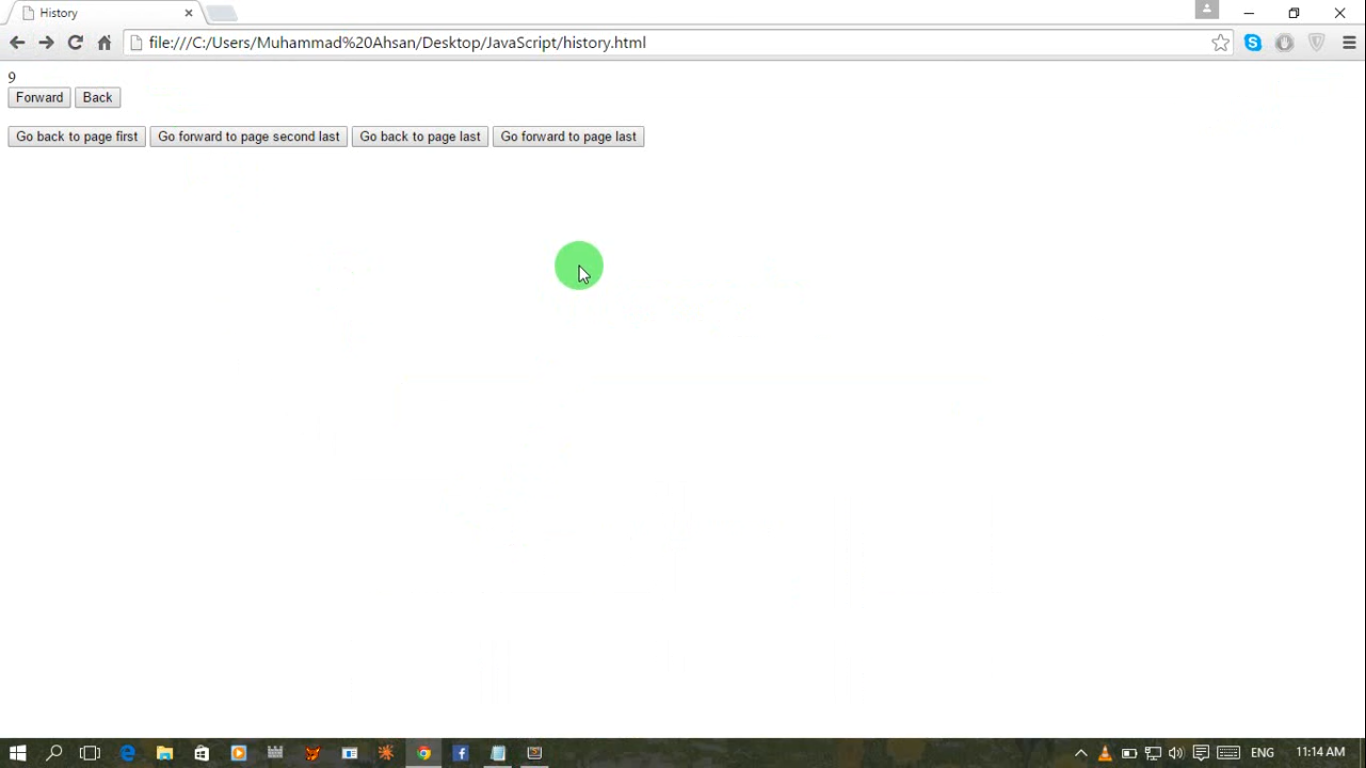 History
file:///C:/Users/Muhammad%20Ahsan/Desktop/JavaScript/history.html
9
Forward Back
Go back to page first Go forward to page second last Go back to page last Go forward to page last
ENG 11:14 AM